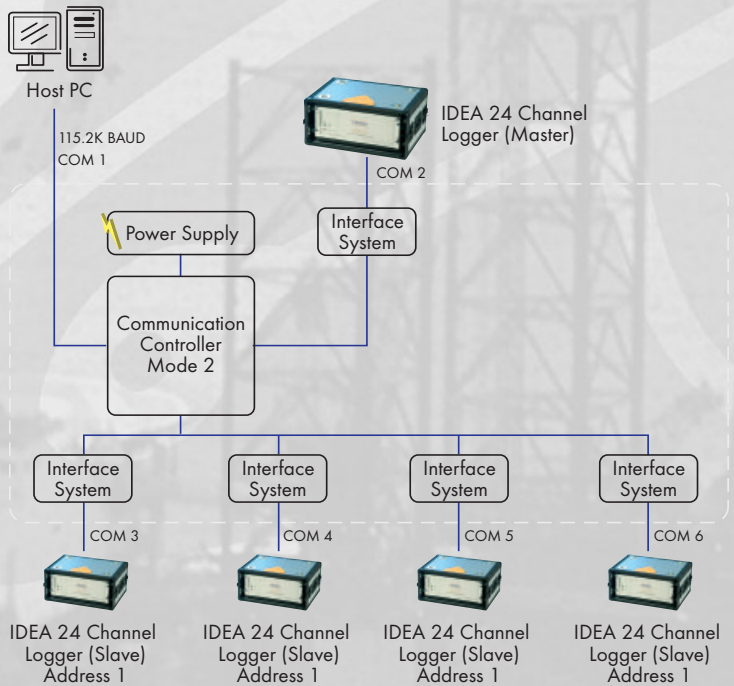 Host PC
115.2K BAUD
COM 1
IDEA 24 Channel
Logger (Master)
COM 2
Power Supply
Interface
System
Communication
Controller
Mode 2
Interface
System
Interface
System
Interface
System
Interface
System
COM 3
COM 4
COM 5
COM 6
IDEA 24 Channel
Logger (Slave)
Address 1
IDEA 24 Channel
Logger (Slave)
Address 1
IDEA 24 Channel
Logger (Slave)
Address 1
IDEA 24 Channel
Logger (Slave)
Address 1